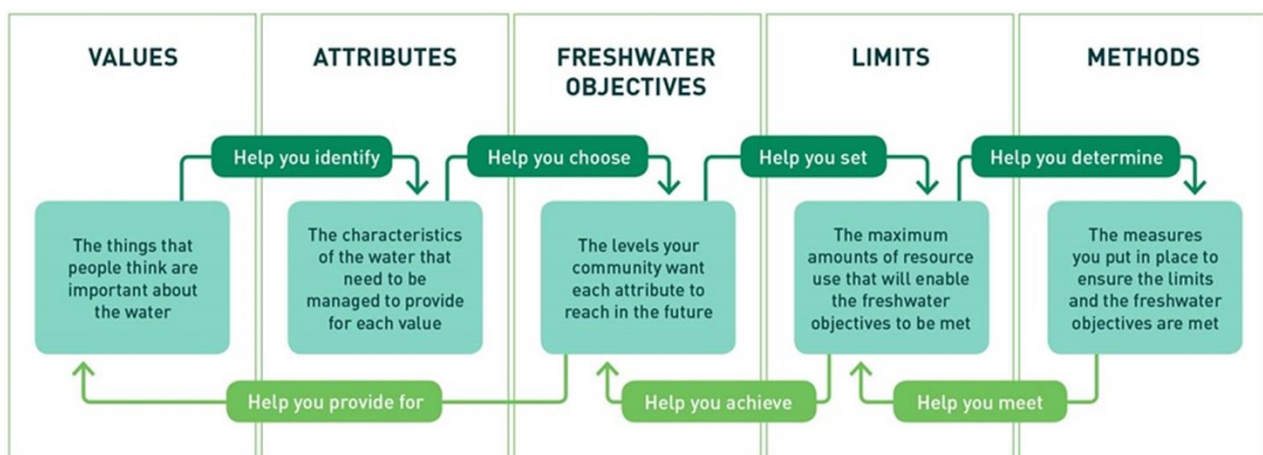 VALUES
ATTRIBUTES
FRESHWATER
OBJECTIVES
LIMITS
METHODS
Help you identify
Help you choose
Help you set
Help you determine
The things that
people think are
important about
the water
The characteristics
of the water that
need to be
managed to provide
for each value
The levels your
community want
each attribute to
reach in the future
The maximum
amounts of resource
use that will enable
the freshwater
objectives to be met
The measures
you put in place to
ensure the limits
and the freshwater
objectives are met
Help you provide for
Help you achieve
Help you meet